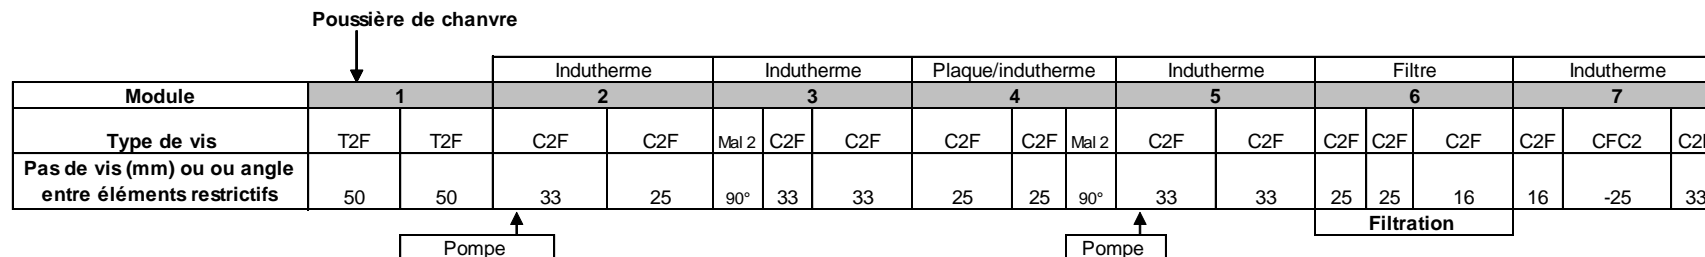 Poussière de chanvre
Indutherme Indutherme Plaque/indutherme Indutherme Filtre Indutherme
Module 1 2 3 4 5 6 7
Type de vis T2F T2F C2F C2F Mal 2 C2F C2F C2F C2F Mal 2 C2F C2F C2F C2F C2F C2F CFC2
Pas de vis (mm) ou ou angle
entre éléments restrictifs 50 50 33 25 90° 33 33 25 25 90° 33 33 25 25 16 16 -25 33
Filtration
Pompe Pompe